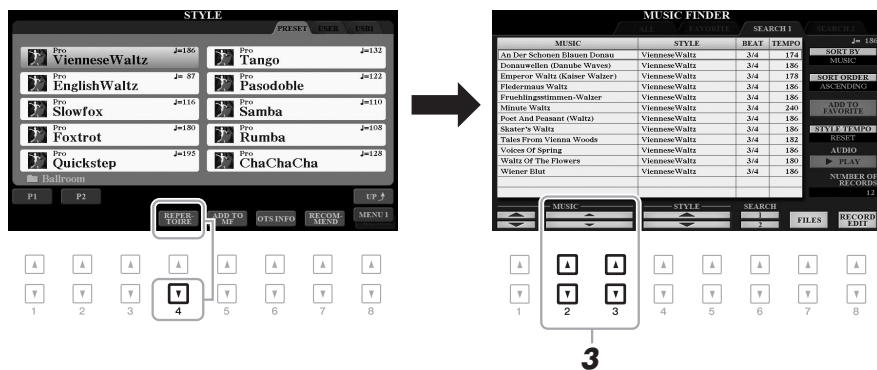 STYLE
PRESET USER USB1
Pro ♩=186
VienneseWaltz
Pro ♩=132
Tango
Pro ♩= 87
EnglishWaltz
Pro ♩=122
Pasodoble
Pro ♩=116
Slowfox
Pro ♩=110
Samba
Pro ♩=180
Foxtrot
Pro ♩=108
Rumba
Pro ♩=195
Quickstep
Pro ♩=128
ChaChaCha
Ballroom
P1 P2 UP
REPER-
TOIRE
ADD TO
MF
OTS INFO
RECOM-
MEND
MENU 1
1 2 3 4 5 6 7 8
MUSIC FINDER
ALL FAVORITE SEARCH 1 SEARCH 2
MUSIC STYLE BEAT TEMPO
An Der Schonen Blauen Donau VienneseWaltz 3/4 174
Donauwellen (Danube Waves) VienneseWaltz 3/4 186
Emperor Waltz (Kaiser Walzer) VienneseWaltz 3/4 178
Fledermaus Waltz VienneseWaltz 3/4 186
Fruehlingsstimmen-Walzer VienneseWaltz 3/4 186
Minute Waltz VienneseWaltz 3/4 240
Poet And Peasant (Waltz) VienneseWaltz 3/4 186
Skater's Waltz VienneseWaltz 3/4 186
Tales From Vienna Woods VienneseWaltz 3/4 182
Voices Of Spring VienneseWaltz 3/4 186
Waltz Of The Flowers VienneseWaltz 3/4 180
Wiener Blut VienneseWaltz 3/4 186
♩= 186
SORT BY
MUSIC
SORT ORDER
ASCENDING
ADD TO
FAVORITE
STYLE TEMPO
RESET
AUDIO
PLAY
NUMBER OF
RECORDS
12
MUSIC STYLE SEARCH
1
2
FILES
RECORD
EDIT
1 2 3 4 5 6 7 8
3